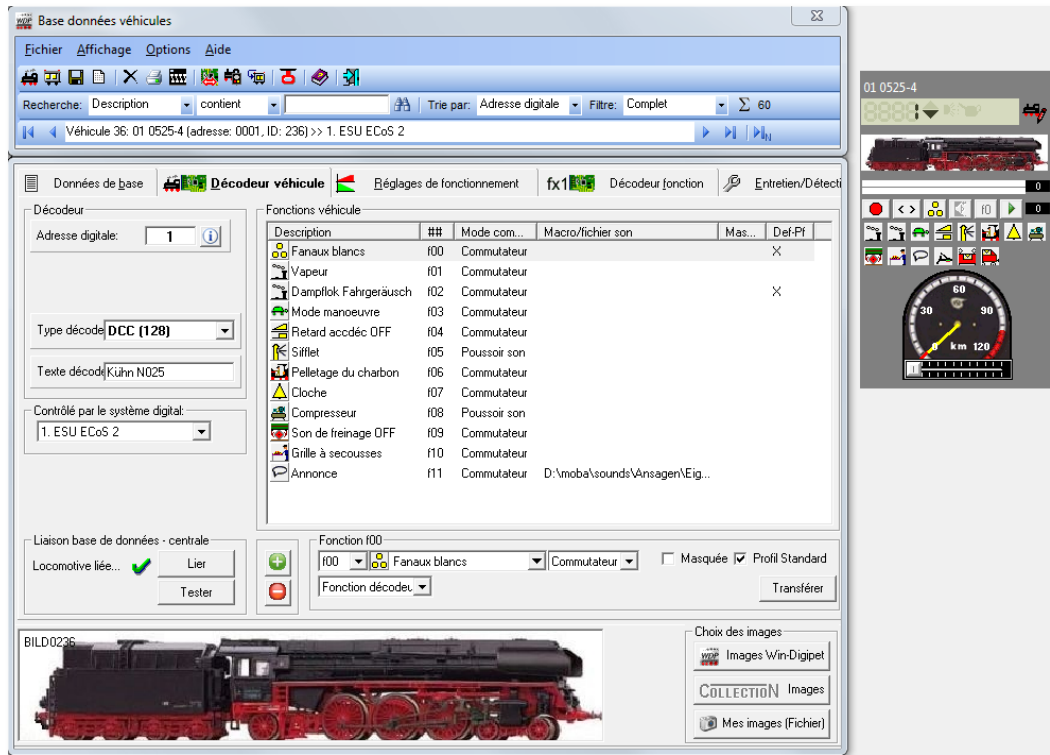 WDP Base données véhicules
Fichier Affichage Options Aide
Recherche: Description contient Trie par: Adresse digitale Filtre: Complet Σ 60
Véhicule 36: 01 0525-4 (adresse: 0001, ID: 236) >> 1. ESU ECoS 2
Données de base Décodeur véhicule Réglages de fonctionnement fx1 Décodeur fonction Entretien/Détecti
Décodeur
Adresse digitale: 1
Type décode DCC (128)
Texte décod Kühn N025
Contrôlé par le système digital:
1. ESU ECoS 2
Fonctions véhicule
Description ## Mode com... Macro/fichier son Mas... Def-Pf
Fanaux blancs f00 Commutateur X
Vapeur f01 Commutateur
Dampflok Fahrgeräusch f02 Commutateur X
Mode manoeuvre f03 Commutateur
Retard accdéc OFF f04 Commutateur
Sifflet f05 Poussoir son
Pelletage du charbon f06 Commutateur
Cloche f07 Commutateur
Compresseur f08 Poussoir son
Son de freinage OFF f09 Commutateur
Grille à secousses f10 Commutateur
Annonce f11 Commutateur D:\moba\sounds\Ansagen\Eig...
Liaison base de données - centrale
Locomotive liée... Lier
Tester
Fonction f00
f00 Fanaux blancs Commutateur Masquée Profil Standard
Fonction décodeu Transférer
BILD0236
Choix des images
WDP Images Win-Digipet
COLLECTION Images
Mes images (Fichier)
01 0525-4
0
f0 0
60
30 90
0 km 120